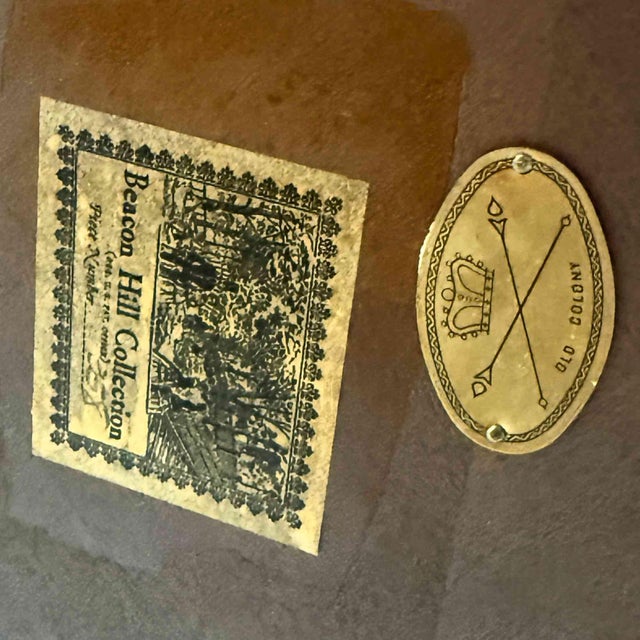 Beacon Hill Collection
Piece Number
OLD COLONY